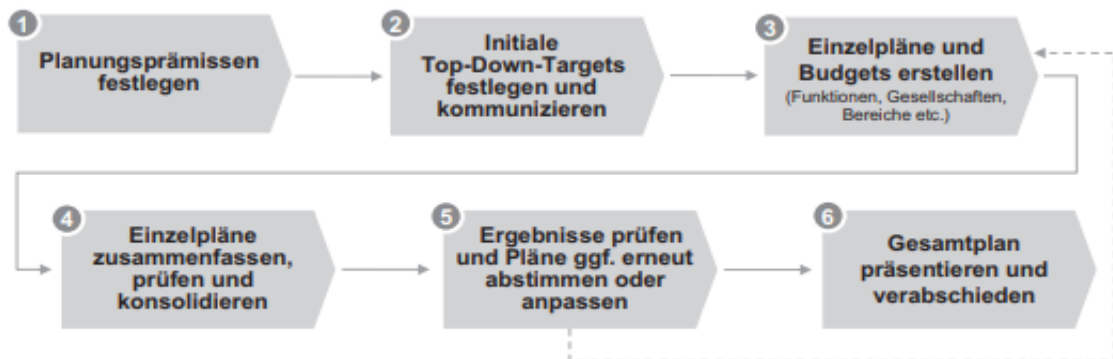 1
Planungsprämissen
festlegen
2
Initiale
Top-Down-Targets
festlegen und
kommunizieren
3
Einzelpläne und
Budgets erstellen
(Funktionen, Gesellschaften,
Bereiche etc.)
4
Einzelpläne
zusammenfassen,
prüfen und
konsolidieren
5
Ergebnisse prüfen
und Pläne ggf. erneut
abstimmen oder
anpassen
6
Gesamtplan
präsentieren und
verabschieden